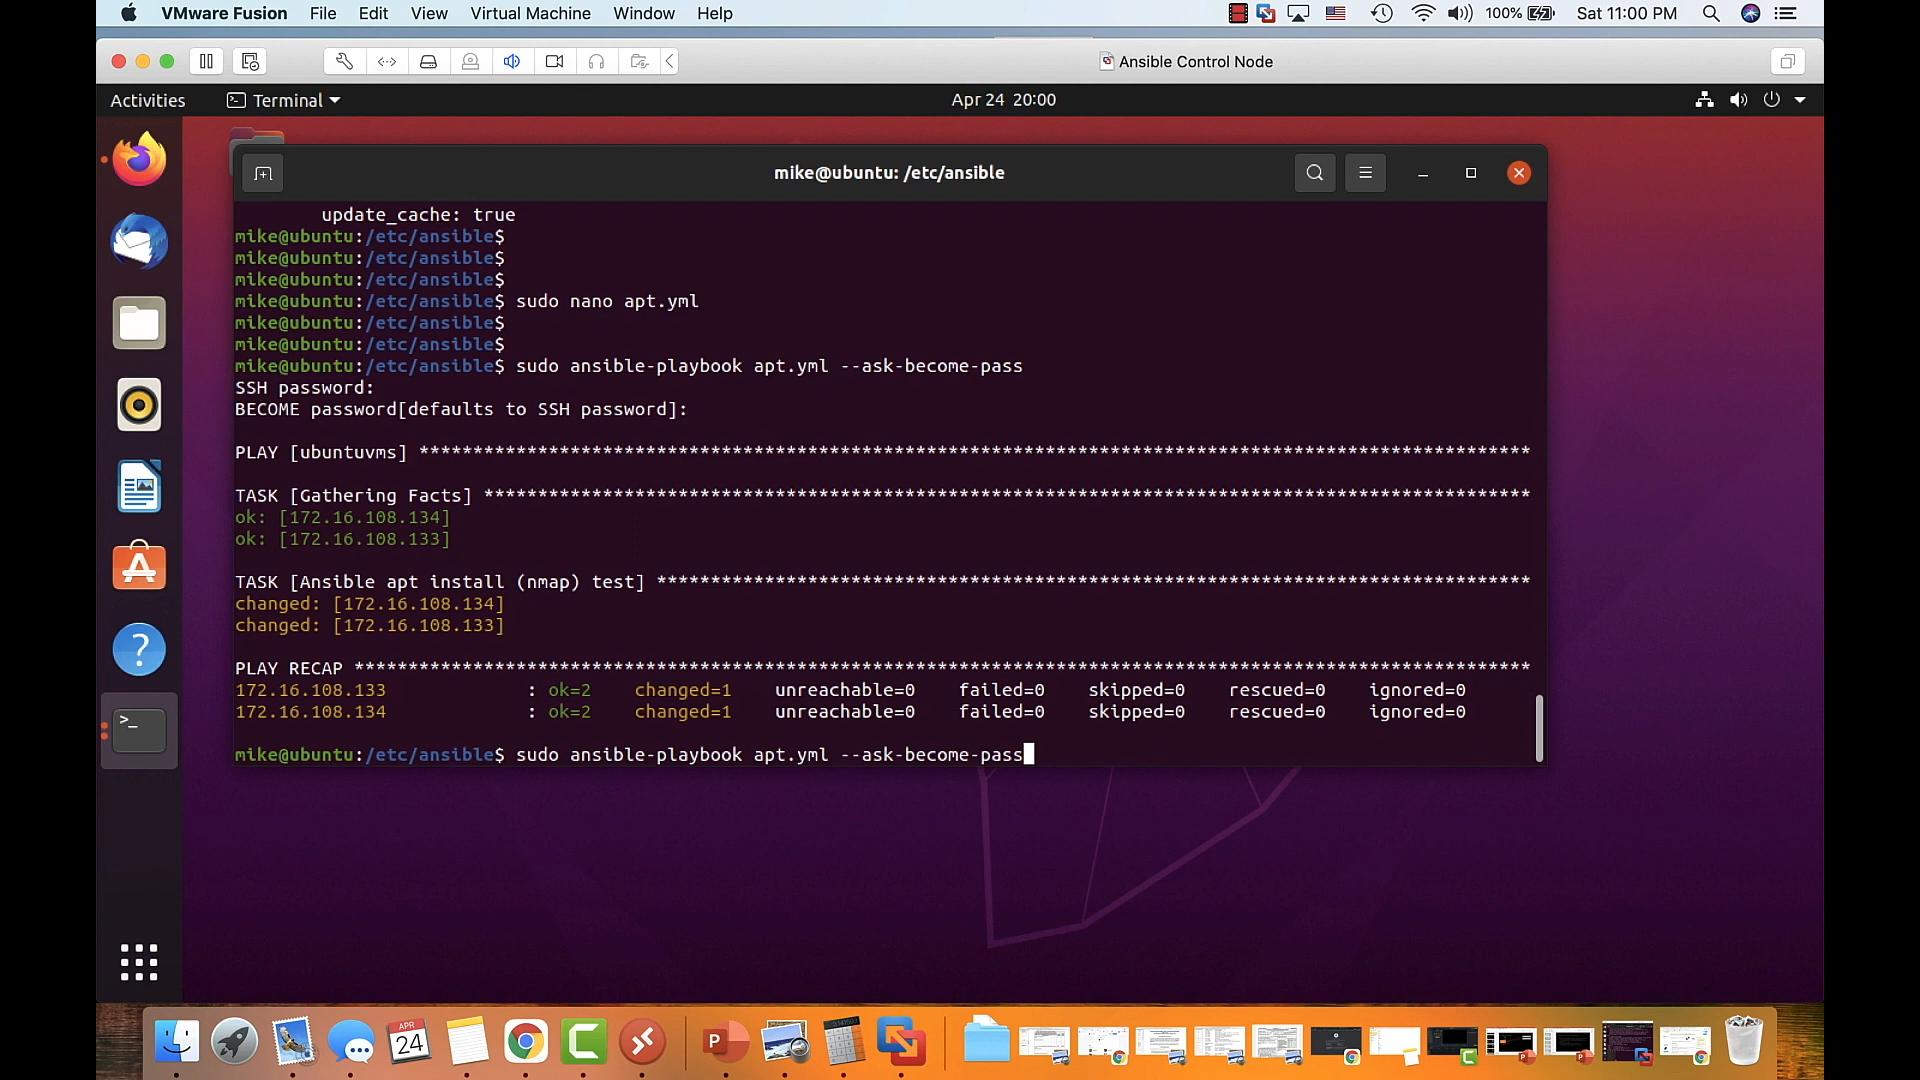 VMware Fusion File Edit View Virtual Machine Window Help 100% Sat 11:00 PM
Ansible Control Node
Activities Terminal Apr 24 20:00
mike@ubuntu: /etc/ansible
update_cache: true
mike@ubuntu:/etc/ansible$
mike@ubuntu:/etc/ansible$
mike@ubuntu:/etc/ansible$
mike@ubuntu:/etc/ansible$ sudo nano apt.yml
mike@ubuntu:/etc/ansible$
mike@ubuntu:/etc/ansible$
mike@ubuntu:/etc/ansible$ sudo ansible-playbook apt.yml --ask-become-pass
SSH password:
BECOME password[defaults to SSH password]:
PLAY [ubuntuvms] *******************************************************************************************************
TASK [Gathering Facts] *************************************************************************************************
ok: [172.16.108.134]
ok: [172.16.108.133]
TASK [Ansible apt install (nmap) test] *********************************************************************************
changed: [172.16.108.134]
changed: [172.16.108.133]
PLAY RECAP *************************************************************************************************************
172.16.108.133 : ok=2 changed=1 unreachable=0 failed=0 skipped=0 rescued=0 ignored=0
172.16.108.134 : ok=2 changed=1 unreachable=0 failed=0 skipped=0 rescued=0 ignored=0
mike@ubuntu:/etc/ansible$ sudo ansible-playbook apt.yml --ask-become-pass
APR
24
P